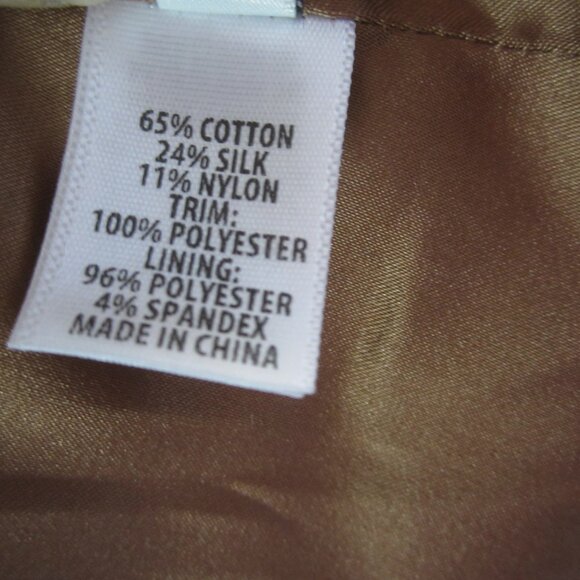 65% COTTON
24% SILK
11% NYLON
TRIM:
100% POLYESTER
LINING:
96% POLYESTER
4% SPANDEX
MADE IN CHINA